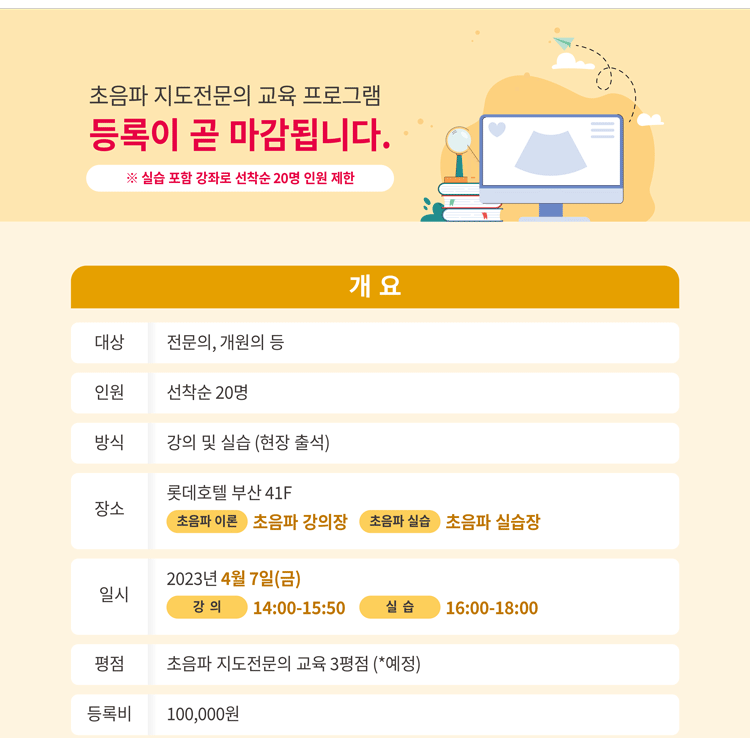 초음파 지도전문의 교육 프로그램
등록이 곧 마감됩니다.
※ 실습 포함 강좌로 선착순 20명 인원 제한
개 요
대상 전문의, 개원의 등
인원 선착순 20명
방식 강의 및 실습 (현장 출석)
장소 롯데호텔 부산 41F
초음파 이론 초음파 강의장 초음파 실습 초음파 실습장
일시 2023년 4월 7일(금)
강 의 14:00-15:50 실 습 16:00-18:00
평점 초음파 지도전문의 교육 3평점 (*예정)
등록비 100,000원